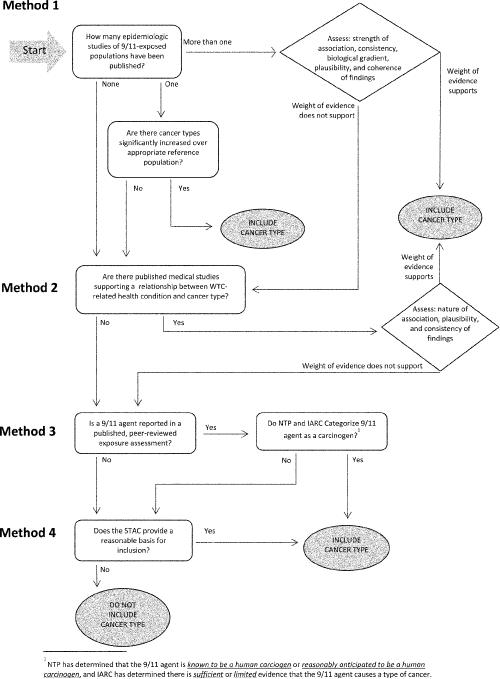 Method 1
Start
How many epidemiologic
studies of 9/11-exposed
populations have been
published?
More than one
Assess: strength of
association, consistency,
biological gradient,
plausibility, and coherence
of findings
Weight of
evidence
supports
None
One
Weight of evidence
does not support
Are there cancer types
significantly increased over
appropriate reference
population?
No
Yes
INCLUDE
CANCER TYPE
INCLUDE
CANCER TYPE
Weight of
evidence
supports
Method 2
Are there published medical studies
supporting a relationship between WTC-
related health condition and cancer type?
Assess: nature of
association, plausibility,
and consistency of
findings
No
Yes
Weight of evidence does not support
Method 3
Is a 9/11 agent reported in a
published, peer-reviewed
exposure assessment?
Yes
Do NTP and IARC Categorize 9/11
agent as a carcinogen?1
No
No
Yes
Method 4
Does the STAC provide a
reasonable basis for
inclusion?
Yes
INCLUDE
CANCER TYPE
No
DO NOT
INCLUDE
CANCER TYPE
1 NTP has determined that the 9/11 agent is known to be a human carciogen or reasonably anticipated to be a human
carcinogen, and IARC has determined there is sufficient or limited evidence that the 9/11 agent causes a type of cancer.